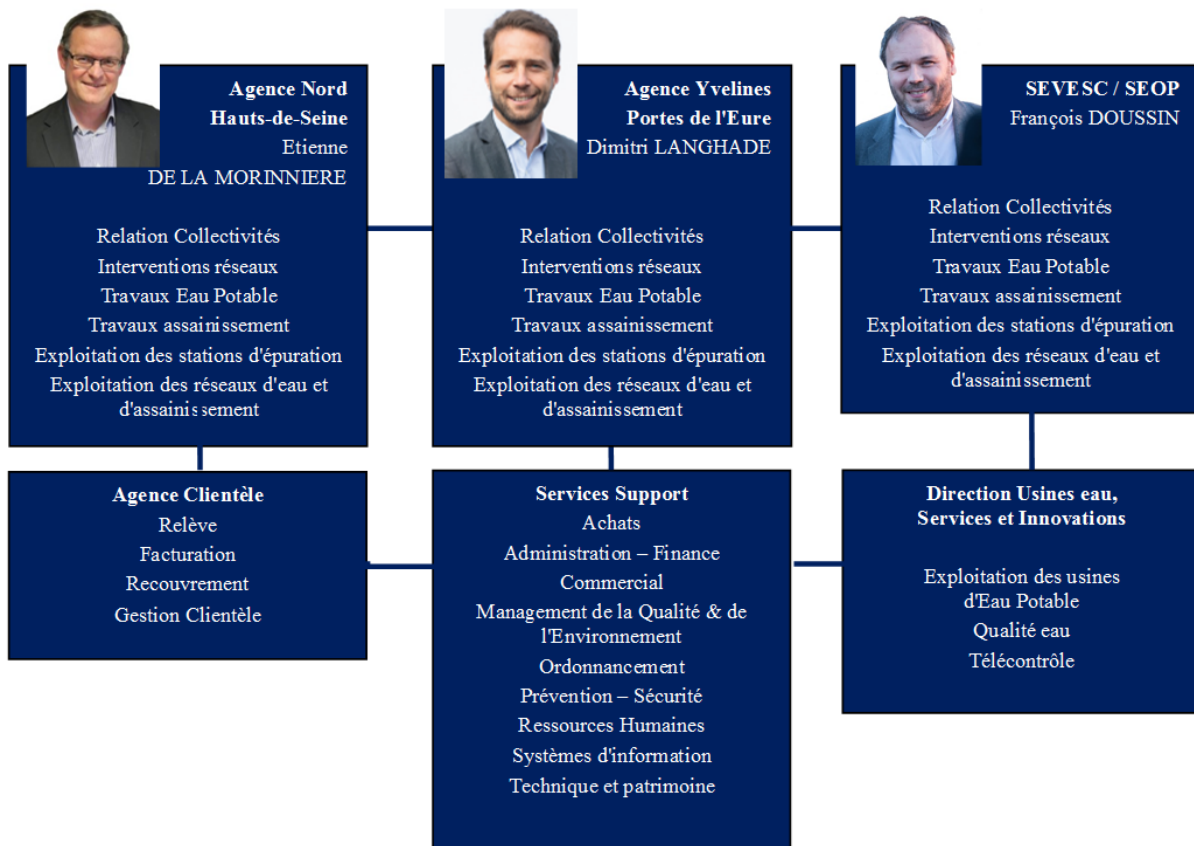 Agence Nord
Hauts-de-Seine
Etienne
DE LA MORINNIERE
Relation Collectivités
Interventions réseaux
Travaux Eau Potable
Travaux assainissement
Exploitation des stations d'épuration
Exploitation des réseaux d'eau et
d'assainissement
Agence Yvelines
Portes de l'Eure
Dimitri LANGHADE
Relation Collectivités
Interventions réseaux
Travaux Eau Potable
Travaux assainissement
Exploitation des stations d'épuration
Exploitation des réseaux d'eau et
d'assainissement
SEVESC / SEOP
François DOUSSIN
Relation Collectivités
Interventions réseaux
Travaux Eau Potable
Travaux assainissement
Exploitation des stations d'épuration
Exploitation des réseaux d'eau et
d'assainissement
Agence Clientèle
Relève
Facturation
Recouvrement
Gestion Clientèle
Services Support
Achats
Administration – Finance
Commercial
Management de la Qualité & de
l'Environnement
Ordonnancement
Prévention – Sécurité
Ressources Humaines
Systèmes d'information
Technique et patrimoine
Direction Usines eau,
Services et Innovations
Exploitation des usines
d'Eau Potable
Qualité eau
Télécontrôle